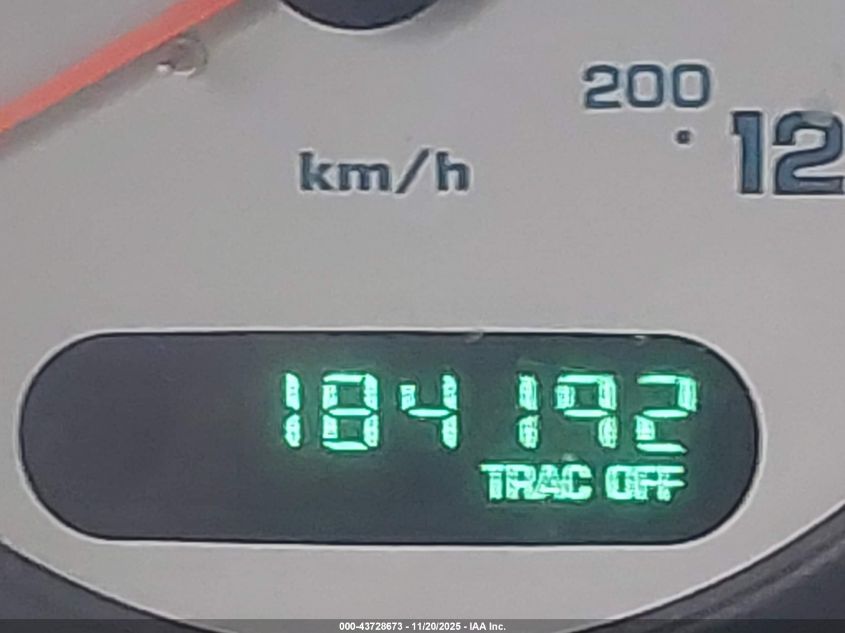 200
12
km/h
184192
TRAC OFF
000-43728673 - 11/20/2025 - IAA Inc.